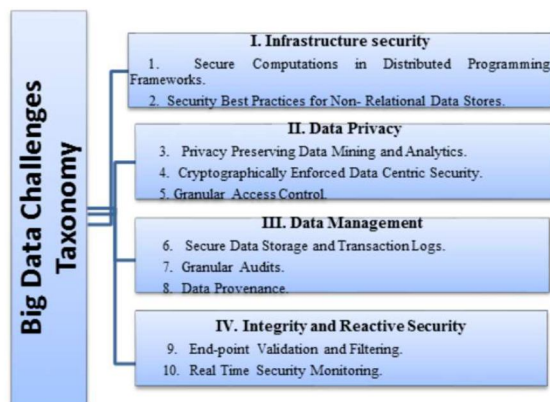 Big Data Challenges
Taxonomy
I. Infrastructure security
1. Secure Computations in Distributed Programming
Frameworks.
2. Security Best Practices for Non- Relational Data Stores.
II. Data Privacy
3. Privacy Preserving Data Mining and Analytics.
4. Cryptographically Enforced Data Centric Security.
5. Granular Access Control.
III. Data Management
6. Secure Data Storage and Transaction Logs.
7. Granular Audits.
8. Data Provenance.
IV. Integrity and Reactive Security
9. End-point Validation and Filtering.
10. Real Time Security Monitoring.